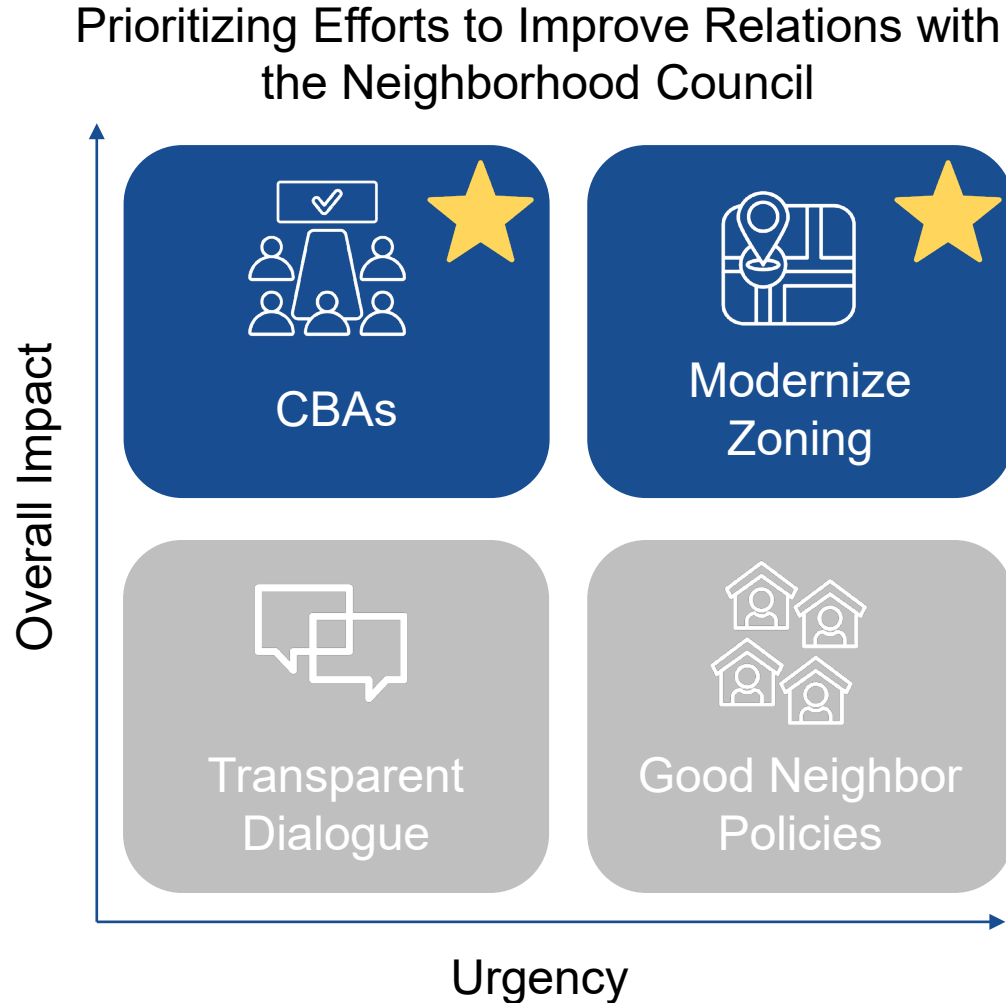 Prioritizing Efforts to Improve Relations with
the Neighborhood Council
Overall Impact
CBAs
Modernize
Zoning
Transparent
Dialogue
Good Neighbor
Policies
Urgency